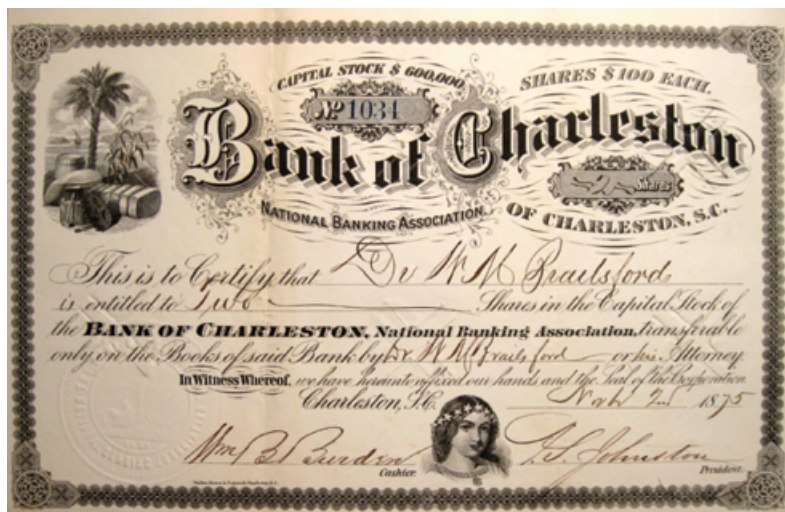 CAPITAL STOCK $ 600,000.
SHARES $ 100 EACH.
No 1034
Bank of Charleston
2 Shares
NATIONAL BANKING ASSOCIATION.
OF CHARLESTON, S.C.
This is to Certify that Dr W M Brailsford
is entitled to Two Shares in the Capital Stock of
the BANK OF CHARLESTON, National Banking Association, transferable
only on the Books of said Bank by Dr W M Brailsford or his Attorney.
In Witness Whereof, we have hereunto affixed our hands and the Seal of the Corporation.
Charleston, S.C. 2nd 1875
Wm B Burden
Cashier.
Johnston
President.